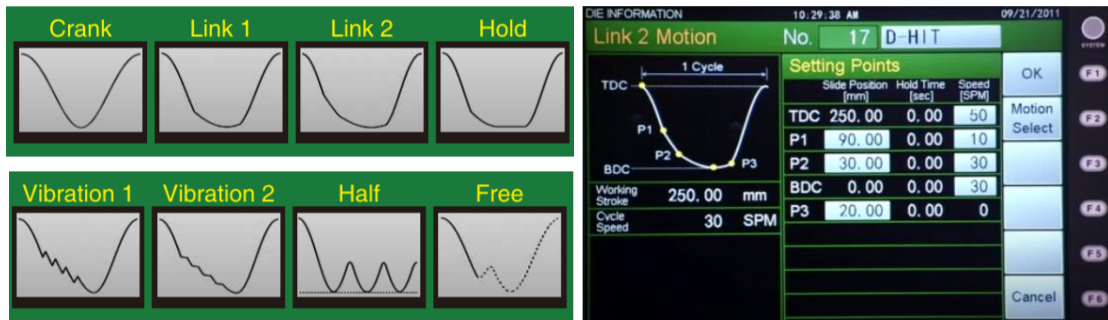 Crank Link 1 Link 2 Hold
Vibration 1 Vibration 2 Half Free
DIE INFORMATION 10:29:38 AM 09/21/2011
Link 2 Motion No. 17 D-HIT
1 Cycle
TDC
P1
P2
P3
BDC
Working Stroke 250.00 mm
Cycle Speed 30 SPM
Setting Points
Slide Position [mm] Hold Time [sec] Speed [SPM]
TDC 250.00 0.00 50
P1 90.00 0.00 10
P2 30.00 0.00 30
BDC 0.00 0.00 30
P3 20.00 0.00 0
OK
Motion Select
Cancel
SYSTEM
F1
F2
F3
F4
F5
F6